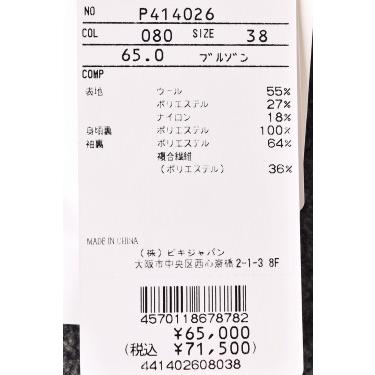 NO P414026
COL 080 SIZE 38
65.0 ブルゾン
COMP
表地 ウール 55%
ポリエステル 27%
ナイロン 18%
身頃裏 ポリエステル 100%
袖裏 ポリエステル 64%
複合繊維
(ポリエステル) 36%
MADE IN CHINA
(株) ビキジャパン
大阪市中央区西心斎橋2-1-3 8F
4570118678782
¥65,000
(税込 ¥71,500)
441402608038